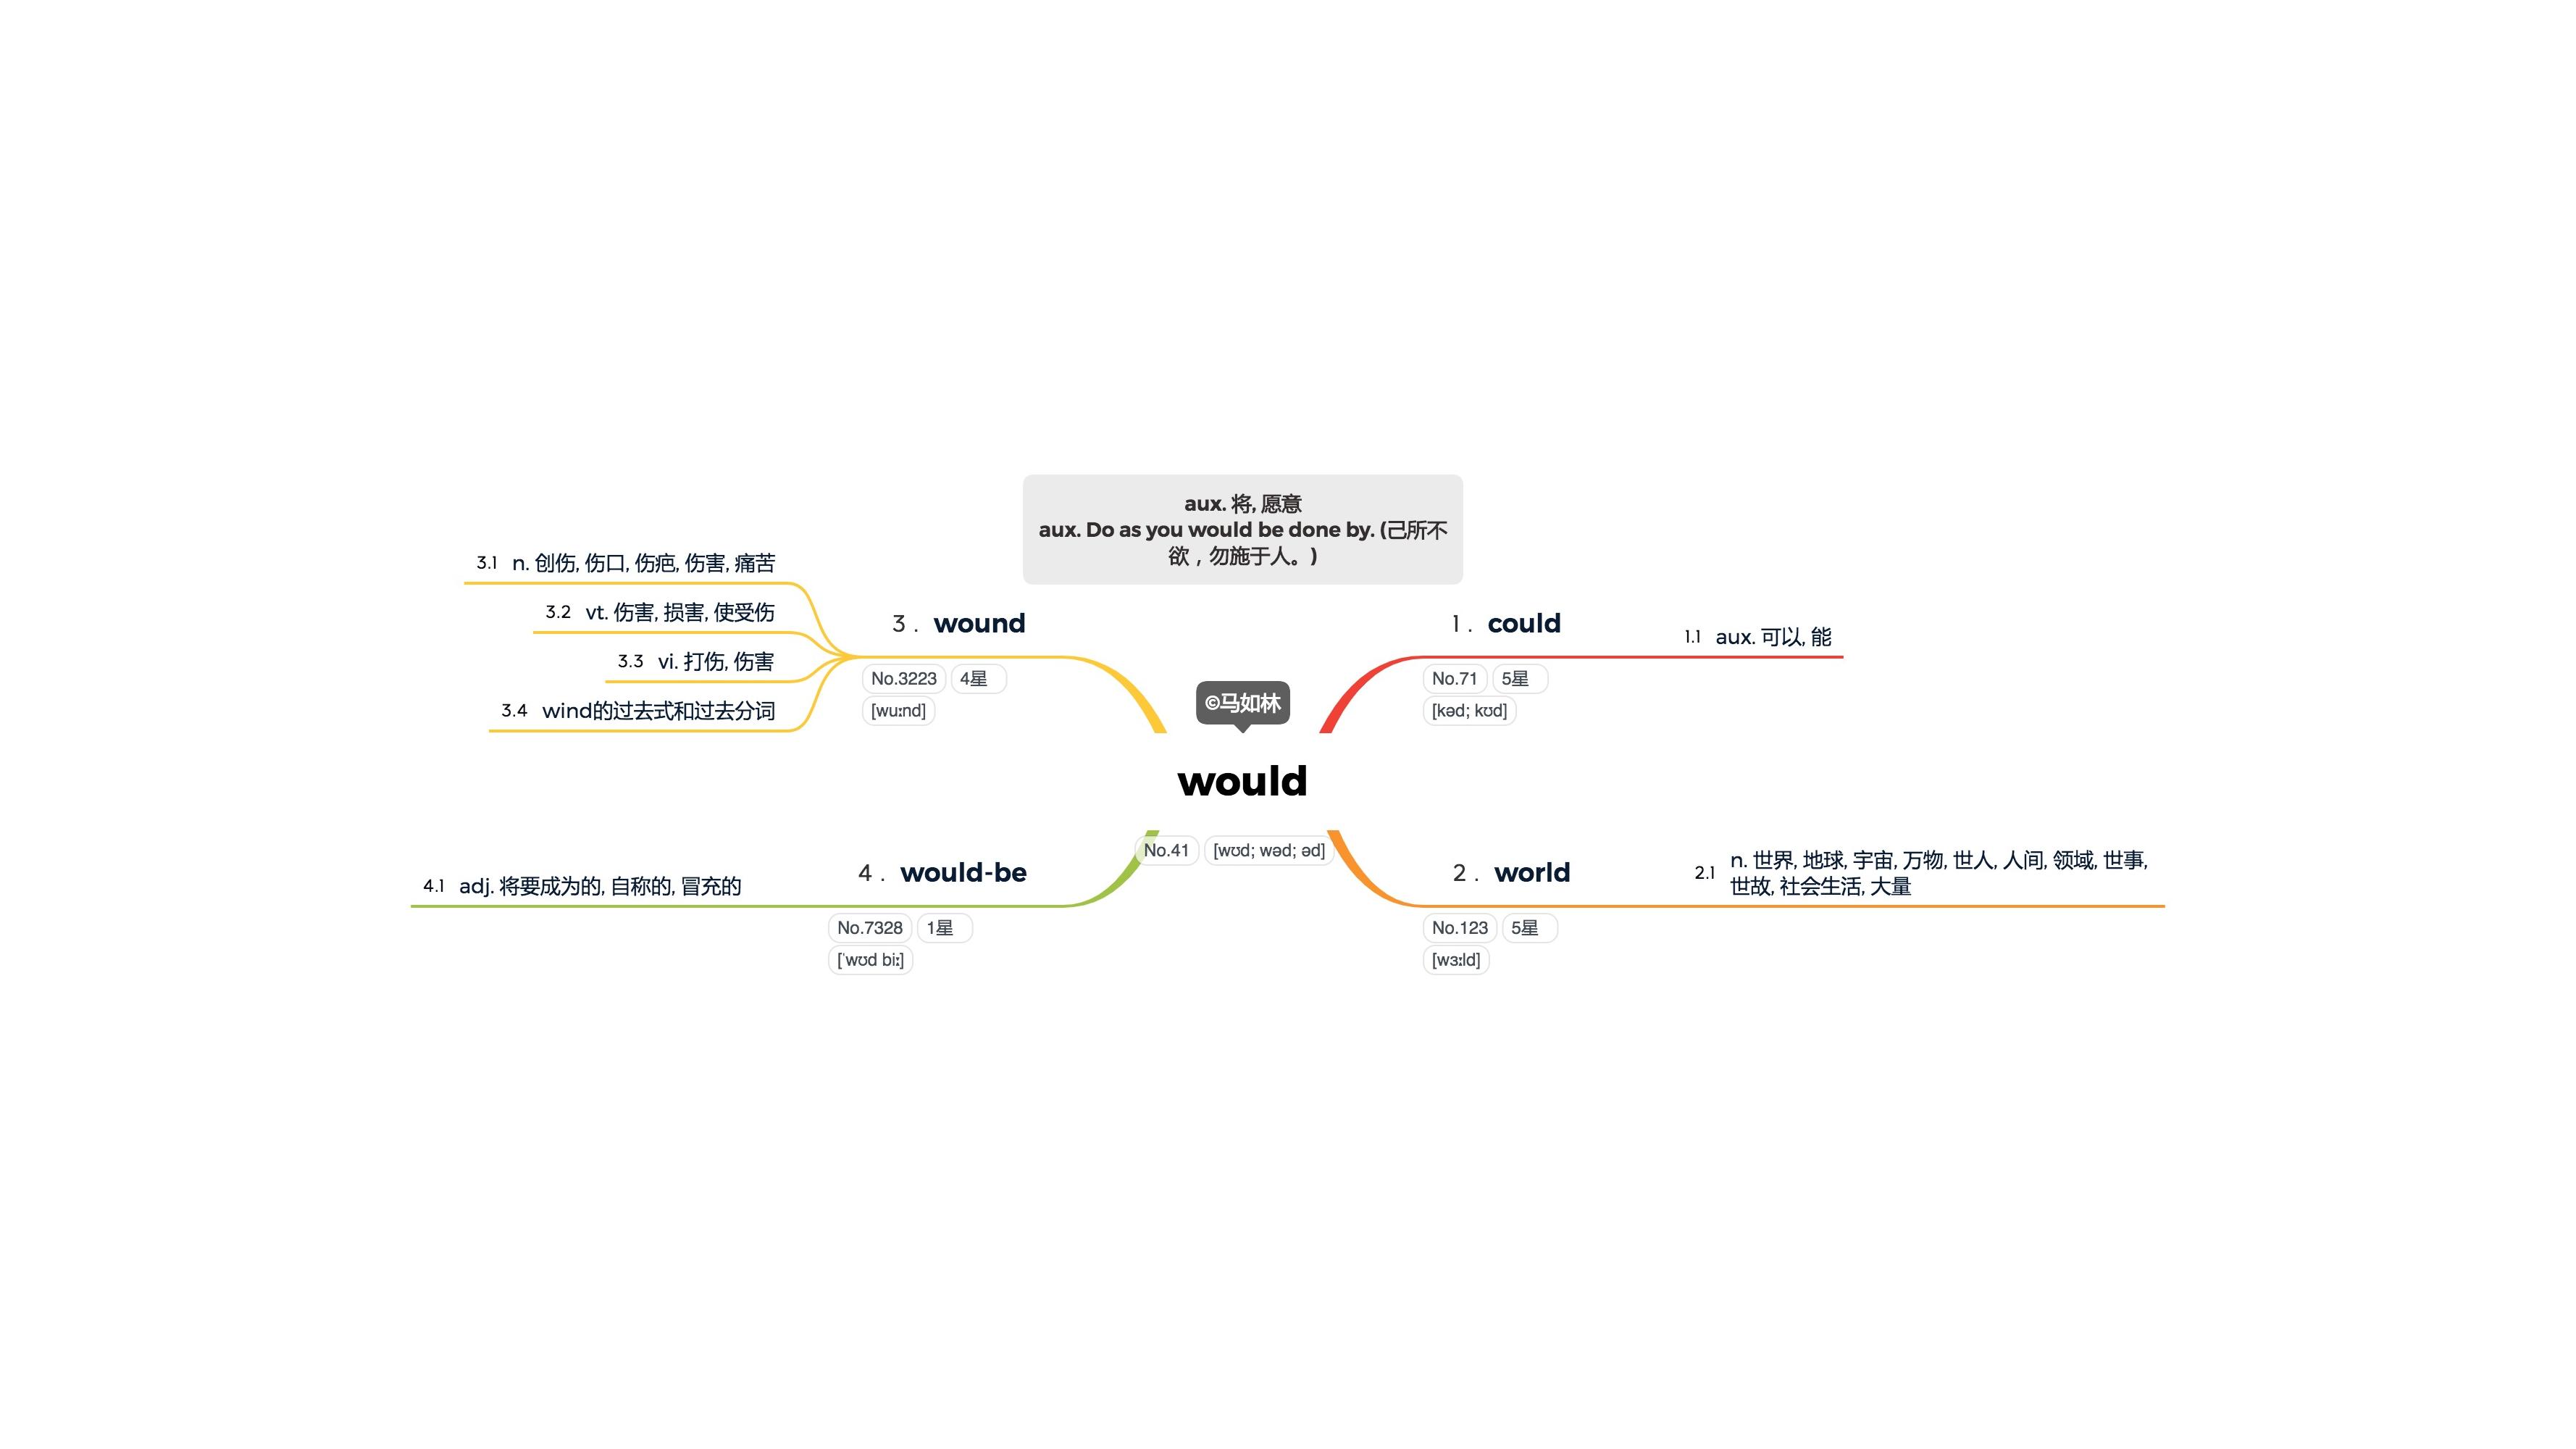 aux. 将, 愿意
aux. Do as you would be done by. (己所不
欲，勿施于人。)
©马如林
would
No.41 [wʊd; wəd; əd]
1． could
No.71 5星
[kəd; kʊd]
1.1 aux. 可以, 能
2． world
No.123 5星
[wɜːld]
2.1 n. 世界, 地球, 宇宙, 万物, 世人, 人间, 领域, 世事,
世故, 社会生活, 大量
3． wound
No.3223 4星
[wuːnd]
3.1 n. 创伤, 伤口, 伤疤, 伤害, 痛苦
3.2 vt. 伤害, 损害, 使受伤
3.3 vi. 打伤, 伤害
3.4 wind的过去式和过去分词
4． would-be
No.7328 1星
[ˈwʊd biː]
4.1 adj. 将要成为的, 自称的, 冒充的